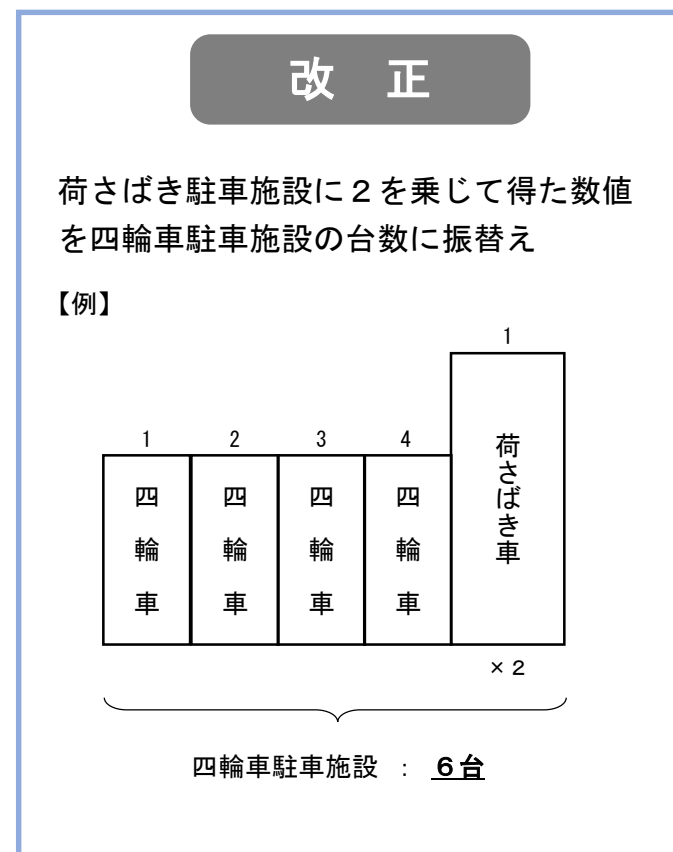 改 正
荷さばき駐車施設に２を乗じて得た数値
を四輪車駐車施設の台数に振替え
【例】
1
1 2 3 4
四輪車 四輪車 四輪車 四輪車 荷さばき車
×２
四輪車駐車施設 ： ６台